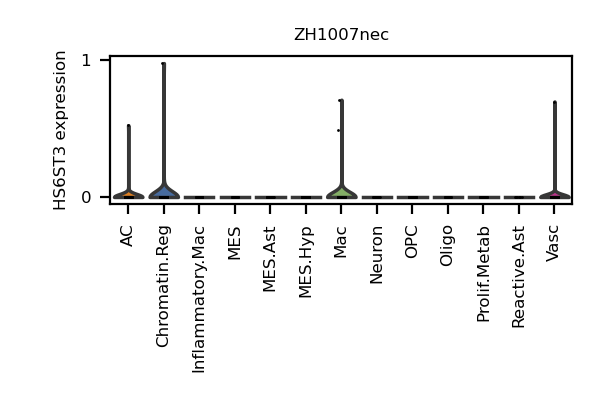 ZH1007nec
HS6ST3 expression
1
0
AC
Chromatin.Reg
Inflammatory.Mac
MES
MES.Ast
MES.Hyp
Mac
Neuron
OPC
Oligo
Prolif.Metab
Reactive.Ast
Vasc